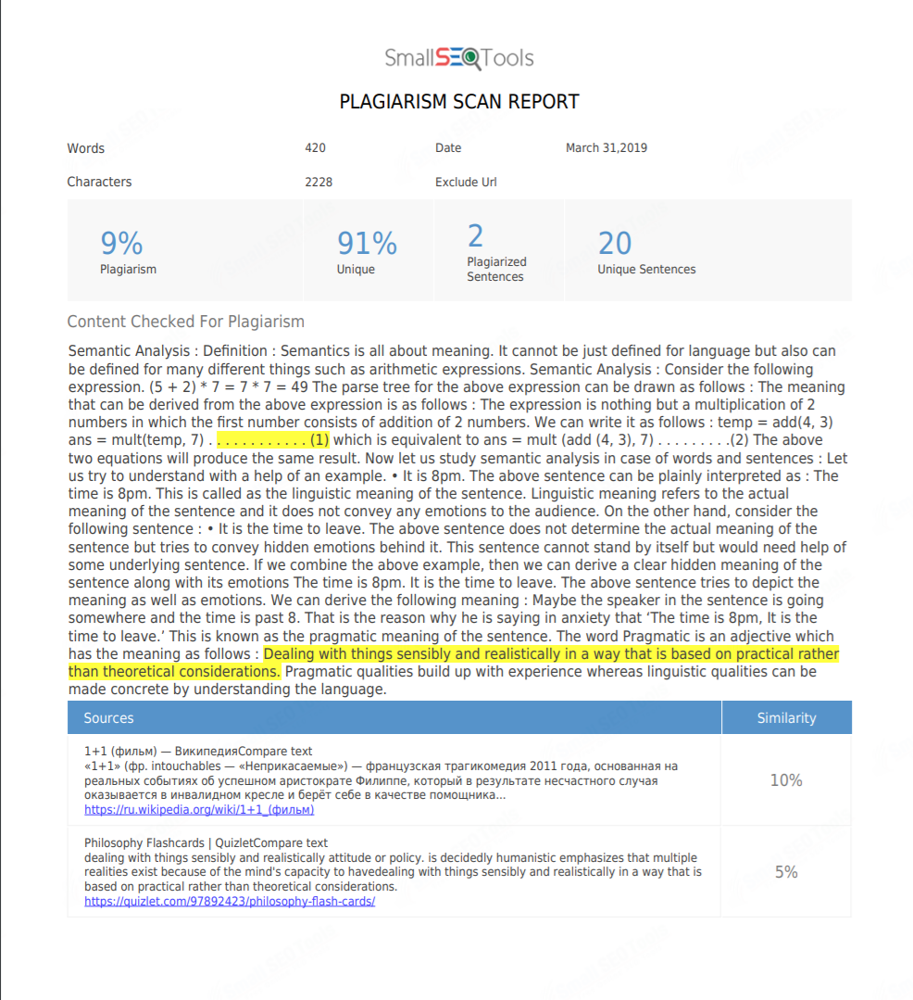 SmallSEOTools
PLAGIARISM SCAN REPORT
Words 420 Date March 31,2019
Characters 2228 Exclude Url
9% 91% 2 20
Plagiarism Unique Plagiarized Sentences Unique Sentences
Content Checked For Plagiarism
Semantic Analysis : Definition : Semantics is all about meaning. It cannot be just defined for language but also can
be defined for many different things such as arithmetic expressions. Semantic Analysis : Consider the following
expression. (5 + 2) * 7 = 7 * 7 = 49 The parse tree for the above expression can be drawn as follows : The meaning
that can be derived from the above expression is as follows : The expression is nothing but a multiplication of 2
numbers in which the first number consists of addition of 2 numbers. We can write it as follows : temp = add(4, 3)
ans = mult(temp, 7) . . . . . . . . . . . . (1) which is equivalent to ans = mult (add (4, 3), 7) . . . . . . . . .(2) The above
two equations will produce the same result. Now let us study semantic analysis in case of words and sentences : Let
us try to understand with a help of an example. • It is 8pm. The above sentence can be plainly interpreted as : The
time is 8pm. This is called as the linguistic meaning of the sentence. Linguistic meaning refers to the actual
meaning of the sentence and it does not convey any emotions to the audience. On the other hand, consider the
following sentence : • It is the time to leave. The above sentence does not determine the actual meaning of the
sentence but tries to convey hidden emotions behind it. This sentence cannot stand by itself but would need help of
some underlying sentence. If we combine the above example, then we can derive a clear hidden meaning of the
sentence along with its emotions The time is 8pm. It is the time to leave. The above sentence tries to depict the
meaning as well as emotions. We can derive the following meaning : Maybe the speaker in the sentence is going
somewhere and the time is past 8. That is the reason why he is saying in anxiety that ‘The time is 8pm, It is the
time to leave.’ This is known as the pragmatic meaning of the sentence. The word Pragmatic is an adjective which
has the meaning as follows : Dealing with things sensibly and realistically in a way that is based on practical rather
than theoretical considerations. Pragmatic qualities build up with experience whereas linguistic qualities can be
made concrete by understanding the language.
Sources Similarity
1+1 (фильм) — ВикипедияCompare text
«1+1» (фр. intouchables — «Неприкасаемые») — французская трагикомедия 2011 года, основанная на
реальных событиях об успешном аристократе Филиппе, который в результате несчастного случая
оказывается в инвалидном кресле и берёт себе в качестве помощника...
https://ru.wikipedia.org/wiki/1+1_(фильм)
10%
Philosophy Flashcards | QuizletCompare text
dealing with things sensibly and realistically attitude or policy. is decidedly humanistic emphasizes that multiple
realities exist because of the mind's capacity to havedealing with things sensibly and realistically in a way that is
based on practical rather than theoretical considerations.
https://quizlet.com/97892423/philosophy-flash-cards/
5%